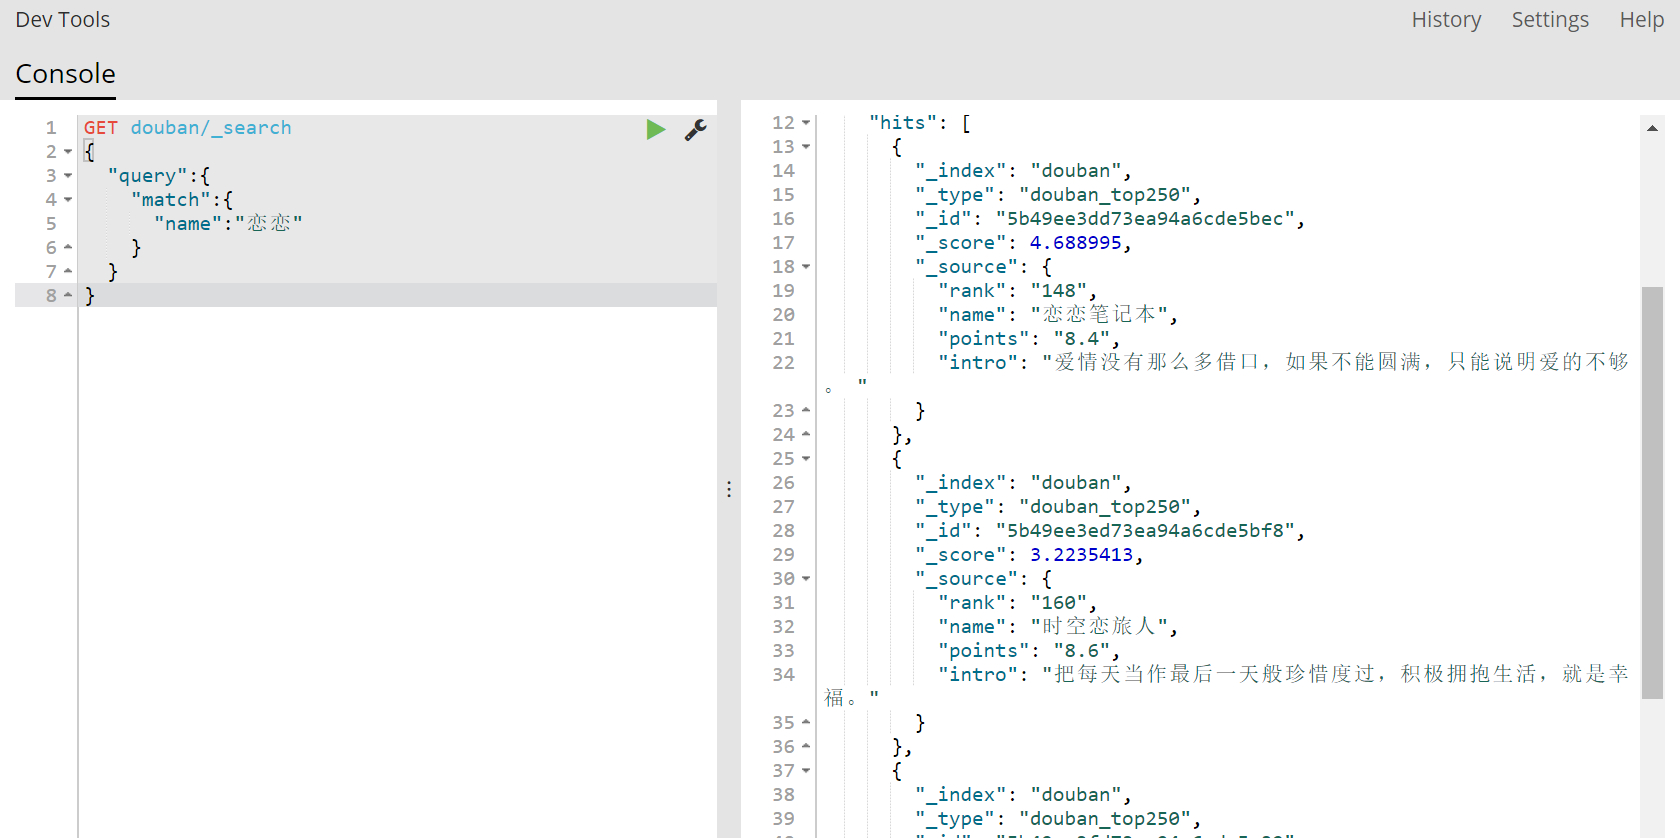 Dev Tools
History Settings Help
Console
1 GET douban/_search
2 {
3 "query":{
4 "match":{
5 "name":"恋恋"
6 }
7 }
8 }
12 "hits": [
13 {
14 "_index": "douban",
15 "_type": "douban_top250",
16 "_id": "5b49ee3dd73ea94a6cde5bec",
17 "_score": 4.688995,
18 "_source": {
19 "rank": "148",
20 "name": "恋恋笔记本",
21 "points": "8.4",
22 "intro": "爱情没有那么多借口，如果不能圆满，只能说明爱的不够
。 "
23 }
24 },
25 {
26 "_index": "douban",
27 "_type": "douban_top250",
28 "_id": "5b49ee3ed73ea94a6cde5bf8",
29 "_score": 3.2235413,
30 "_source": {
31 "rank": "160",
32 "name": "时空恋旅人",
33 "points": "8.6",
34 "intro": "把每天当作最后一天般珍惜度过，积极拥抱生活，就是幸
福。 "
35 }
36 },
37 {
38 "_index": "douban",
39 "_type": "douban_top250",